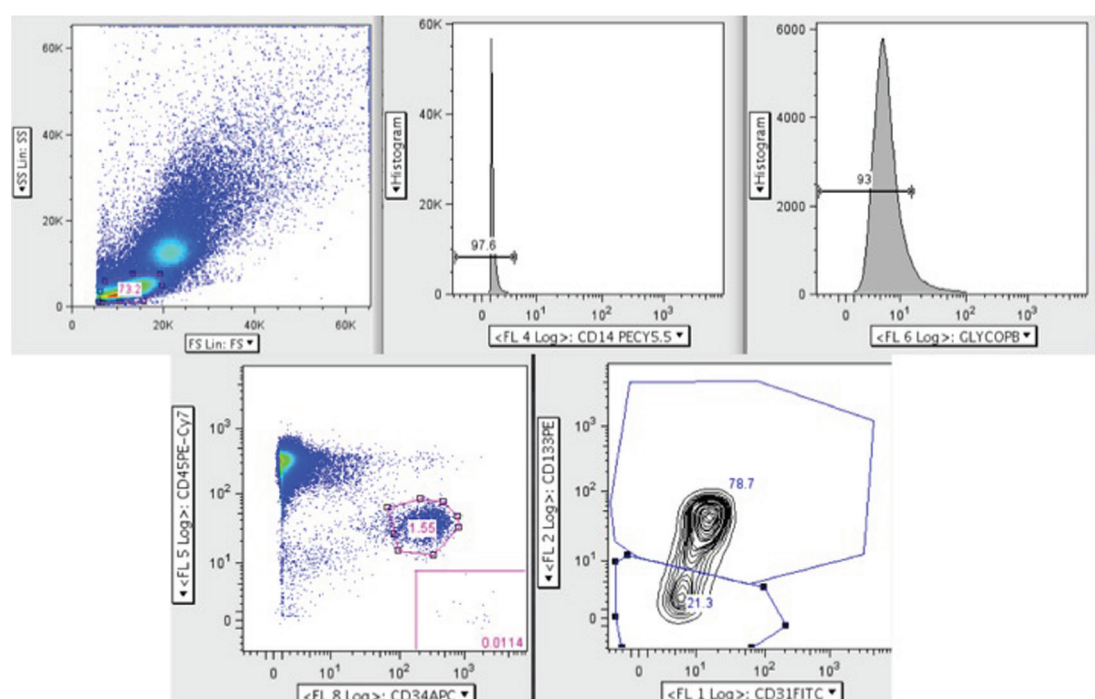 60K
40K
20K
0
0
20K
40K
60K
◄SS Lin: SS
FS Lin: FS▼
73.2
60K
40K
20K
0
0
10¹
10²
10³
◄Histogram
<FL 4 Log>: CD14 PECY5.5▼
97.6
6000
4000
2000
0
0
10¹
10²
10³
◄Histogram
<FL 6 Log>: GLYCOPB▼
93
10³
10²
10¹
0
0
10¹
10²
10³
◄<FL 5 Log>: CD45PE-Cy7
<FL 8 Log>: CD34APC▼
1.55
0.0114
10³
10²
10¹
0
0
10¹
10²
10³
◄<FL 2 Log>: CD133PE
<FL 1 Log>: CD31FITC▼
78.7
21.3